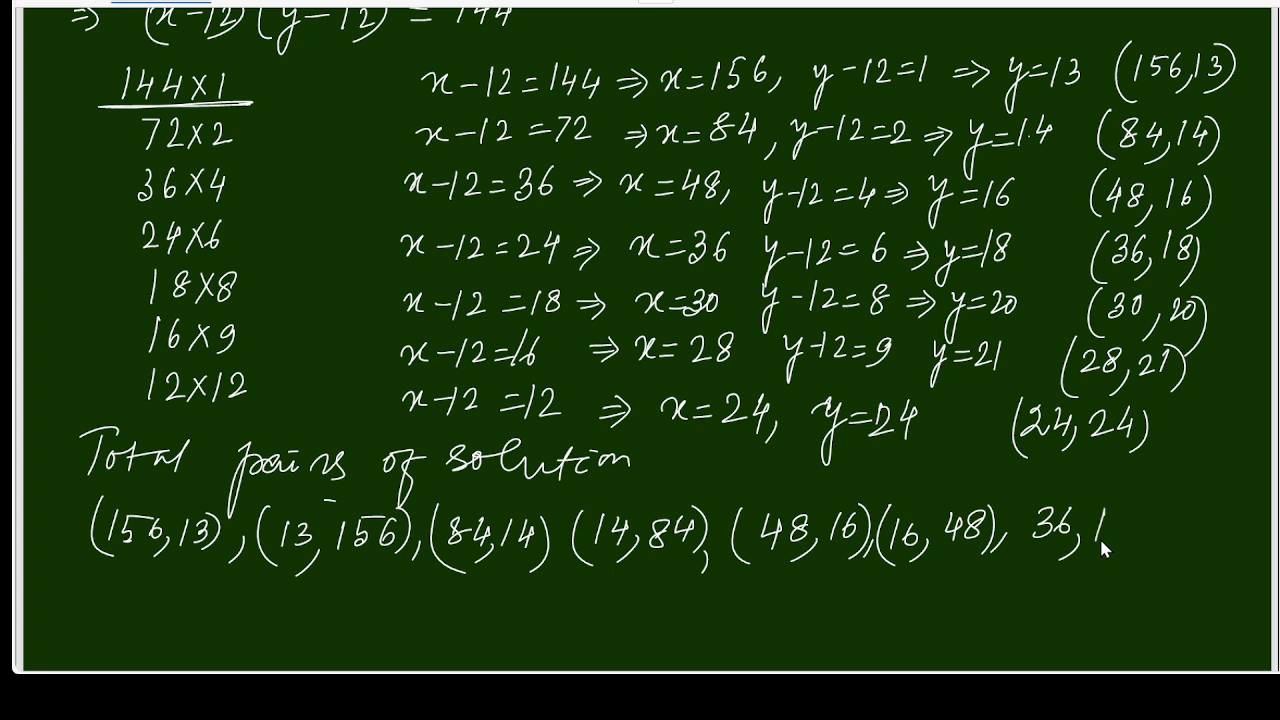 ⇒ (x-12)(y-12) = 144
144×1 x-12=144 ⇒ x=156, y-12=1 ⇒ y=13 (156,13)
72×2 x-12=72 ⇒ x=84, y-12=2 ⇒ y=14 (84,14)
36×4 x-12=36 ⇒ x=48, y-12=4 ⇒ y=16 (48,16)
24×6 x-12=24 ⇒ x=36 y-12=6 ⇒ y=18 (36,18)
18×8 x-12=18 ⇒ x=30 y-12=8 ⇒ y=20 (30,20)
16×9 x-12=16 ⇒ x=28 y-12=9 y=21 (28,21)
12×12 x-12=12 ⇒ x=24, y=24 (24,24)
Total pairs of solution
(156,13), (13,156), (84,14) (14,84), (48,16), (16,48), 36, 1